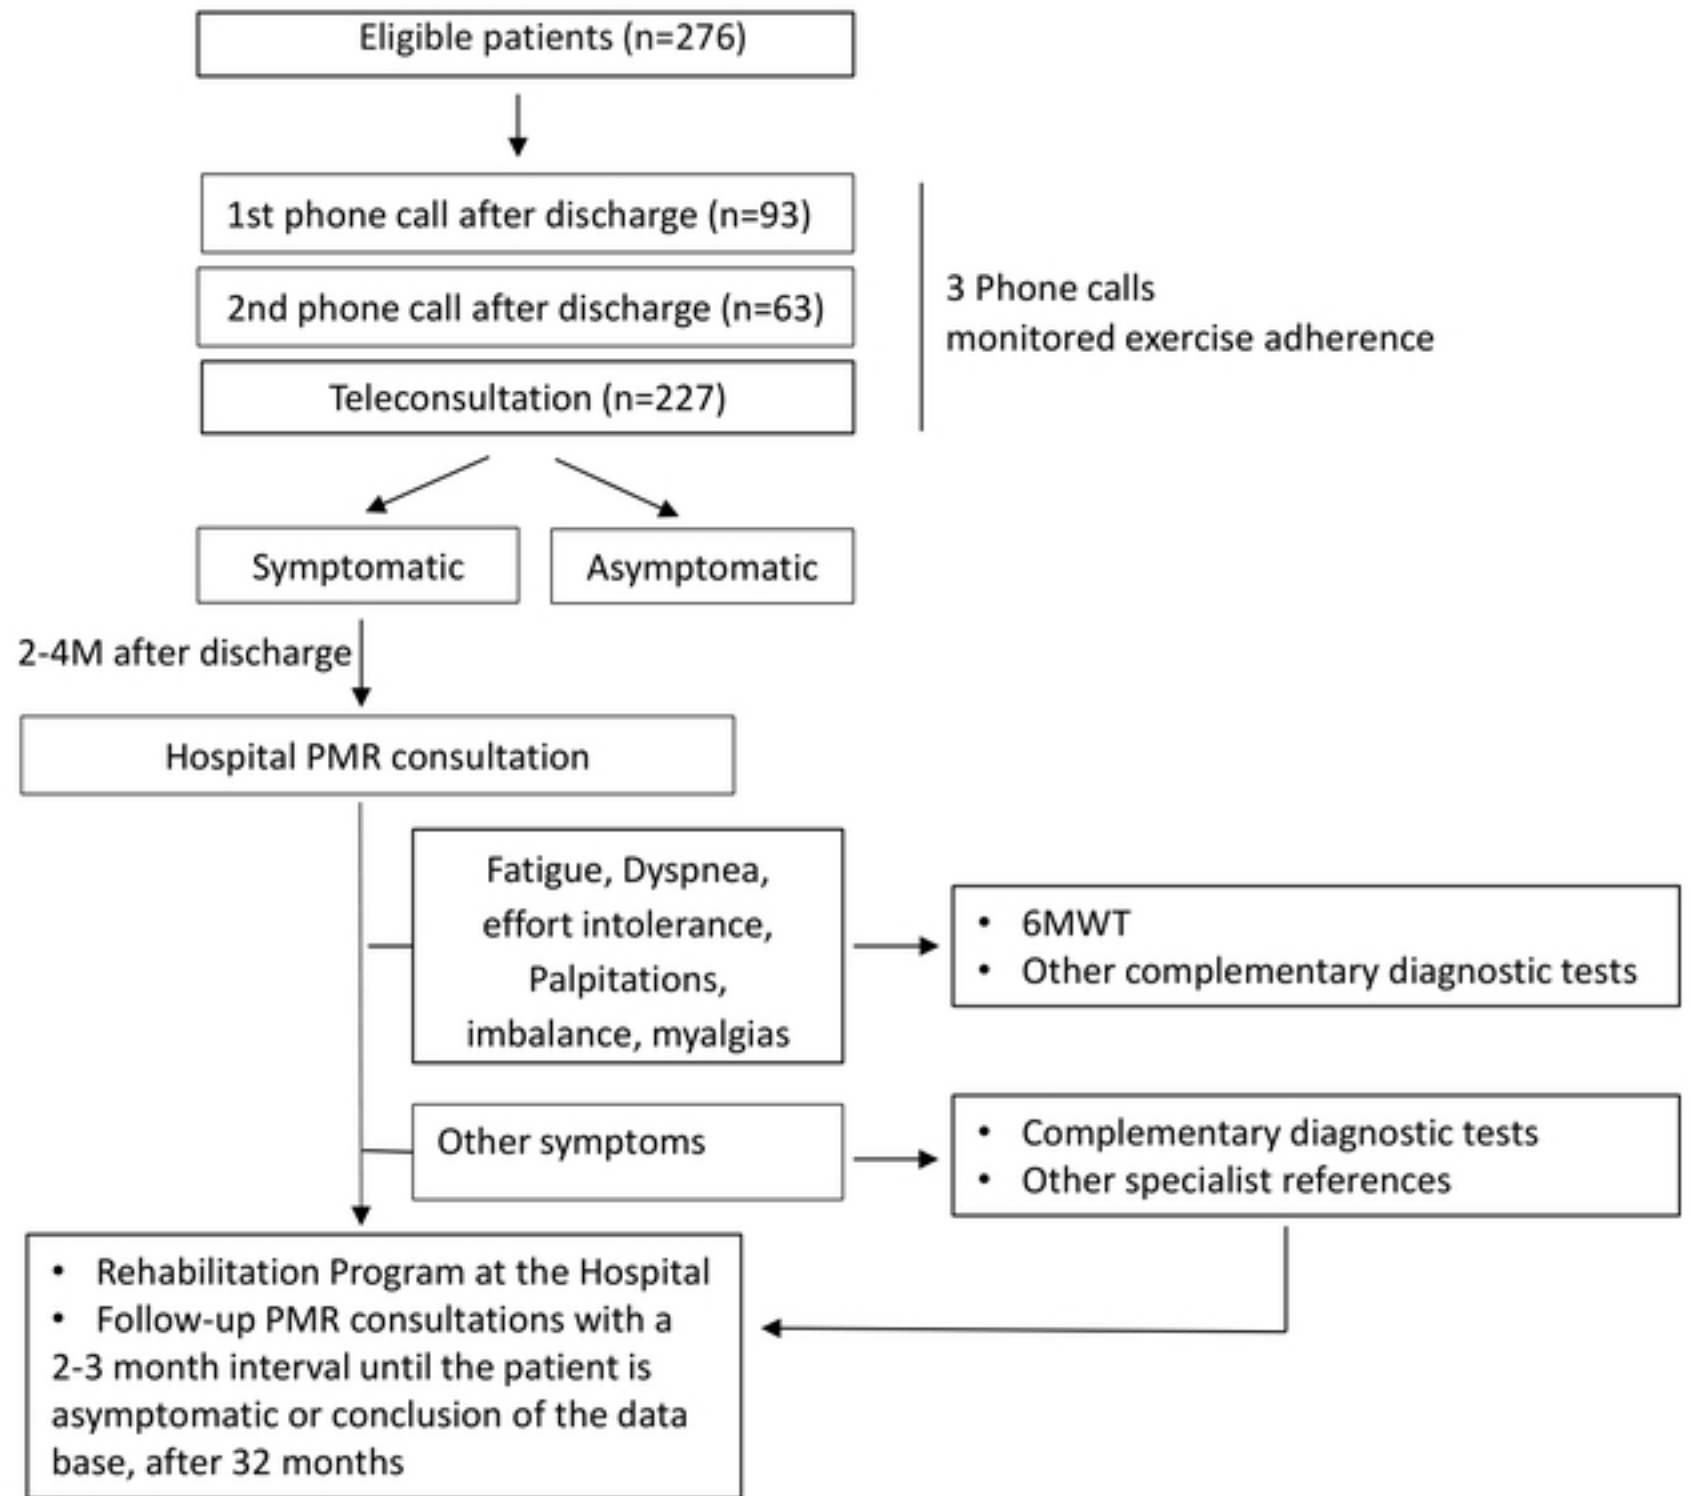 Eligible patients (n=276)
1st phone call after discharge (n=93)
2nd phone call after discharge (n=63)
Teleconsultation (n=227)
3 Phone calls
monitored exercise adherence
Symptomatic
Asymptomatic
2-4M after discharge
Hospital PMR consultation
Fatigue, Dyspnea,
effort intolerance,
Palpitations,
imbalance, myalgias
• 6MWT
• Other complementary diagnostic tests
Other symptoms
• Complementary diagnostic tests
• Other specialist references
• Rehabilitation Program at the Hospital
• Follow-up PMR consultations with a
2-3 month interval until the patient is
asymptomatic or conclusion of the data
base, after 32 months